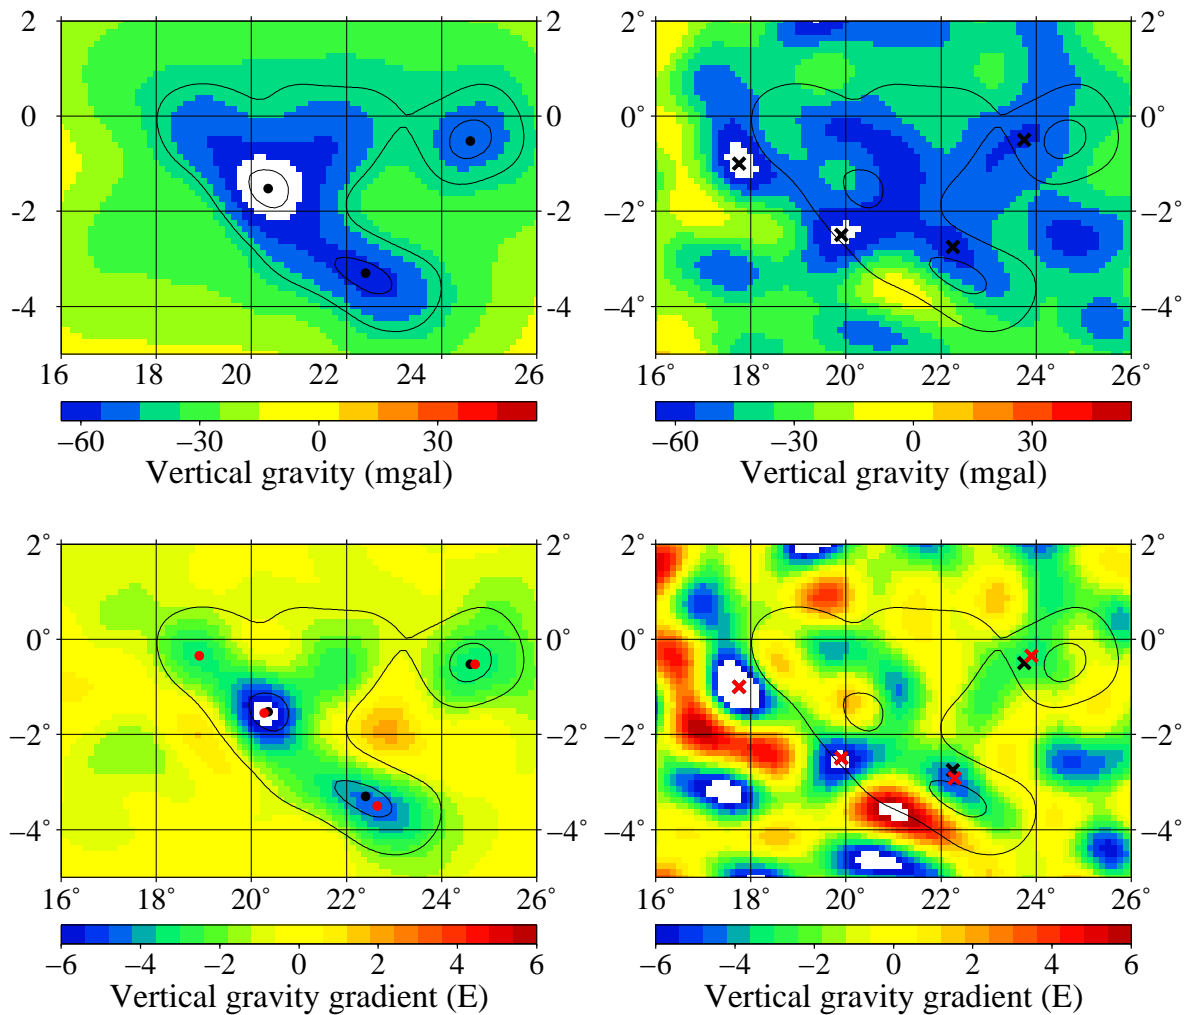 2 2 2° 2°
0 0 0° 0°
-2 -2 −2° −2°
-4 -4 −4° −4°
16 18 20 22 24 26 16° 18° 20° 22° 24° 26°
−60 −30 0 30 −60 −30 0 30
Vertical gravity (mgal) Vertical gravity (mgal)
2° 2° 2° 2°
0° 0° 0° 0°
−2° −2° −2° −2°
−4° −4° −4° −4°
16° 18° 20° 22° 24° 26° 16° 18° 20° 22° 24° 26°
−6 −4 −2 0 2 4 6 −6 −4 −2 0 2 4 6
Vertical gravity gradient (E) Vertical gravity gradient (E)